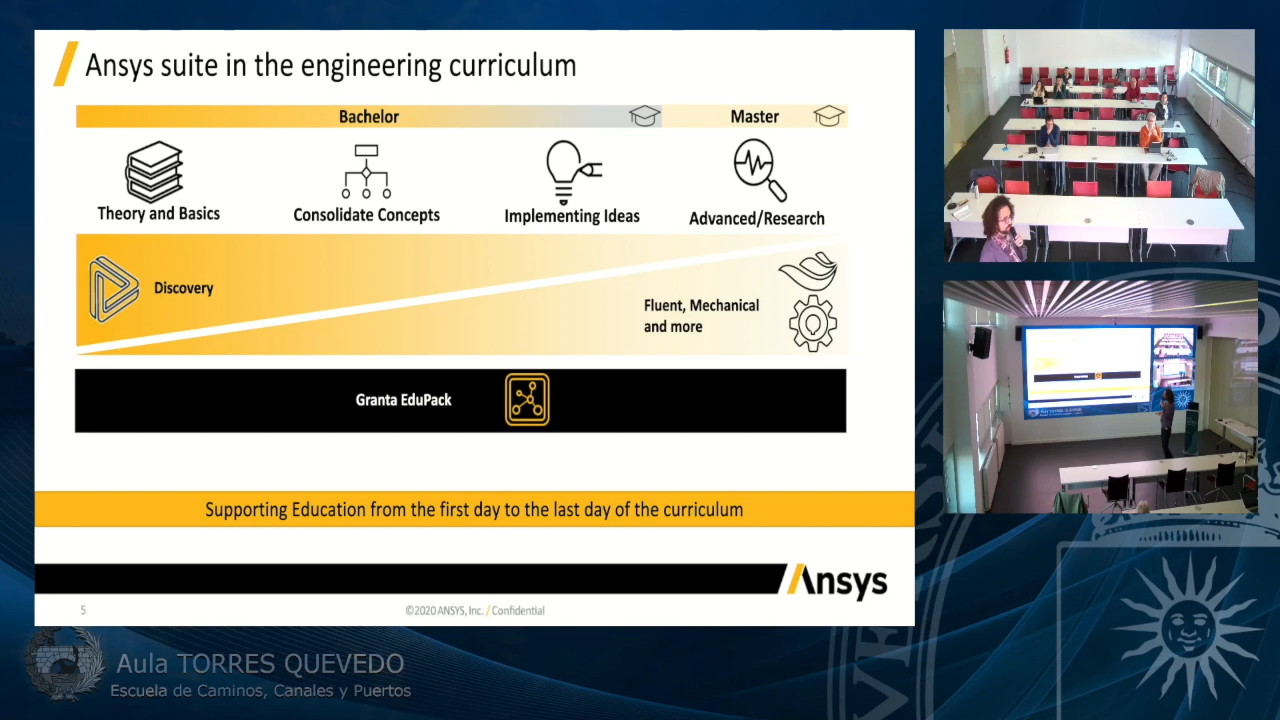 Ansys suite in the engineering curriculum
Bachelor
Master
Theory and Basics
Consolidate Concepts
Implementing Ideas
Advanced/Research
Discovery
Fluent, Mechanical
and more
Granta EduPack
Supporting Education from the first day to the last day of the curriculum
Ansys
5
©2020 ANSYS, Inc. / Confidential
Aula TORRES QUEVEDO
Escuela de Caminos, Canales y Puertos